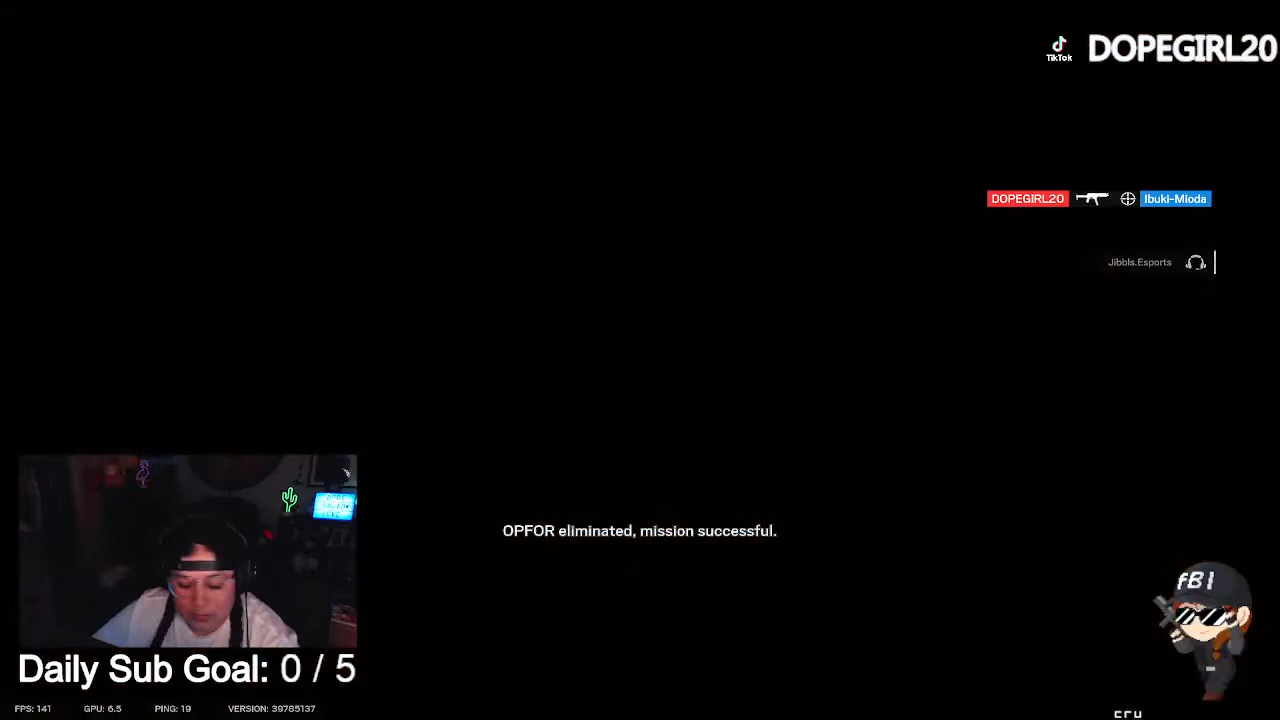 TikTok
DOPEGIRL20
DOPEGIRL20 Ibuki-Mioda
Jibbls.Esports
OPFOR eliminated, mission successful.
FBI
Daily Sub Goal: 0 / 5
FPS: 141 GPU: 6.5 PING: 19 VERSION: 39785137